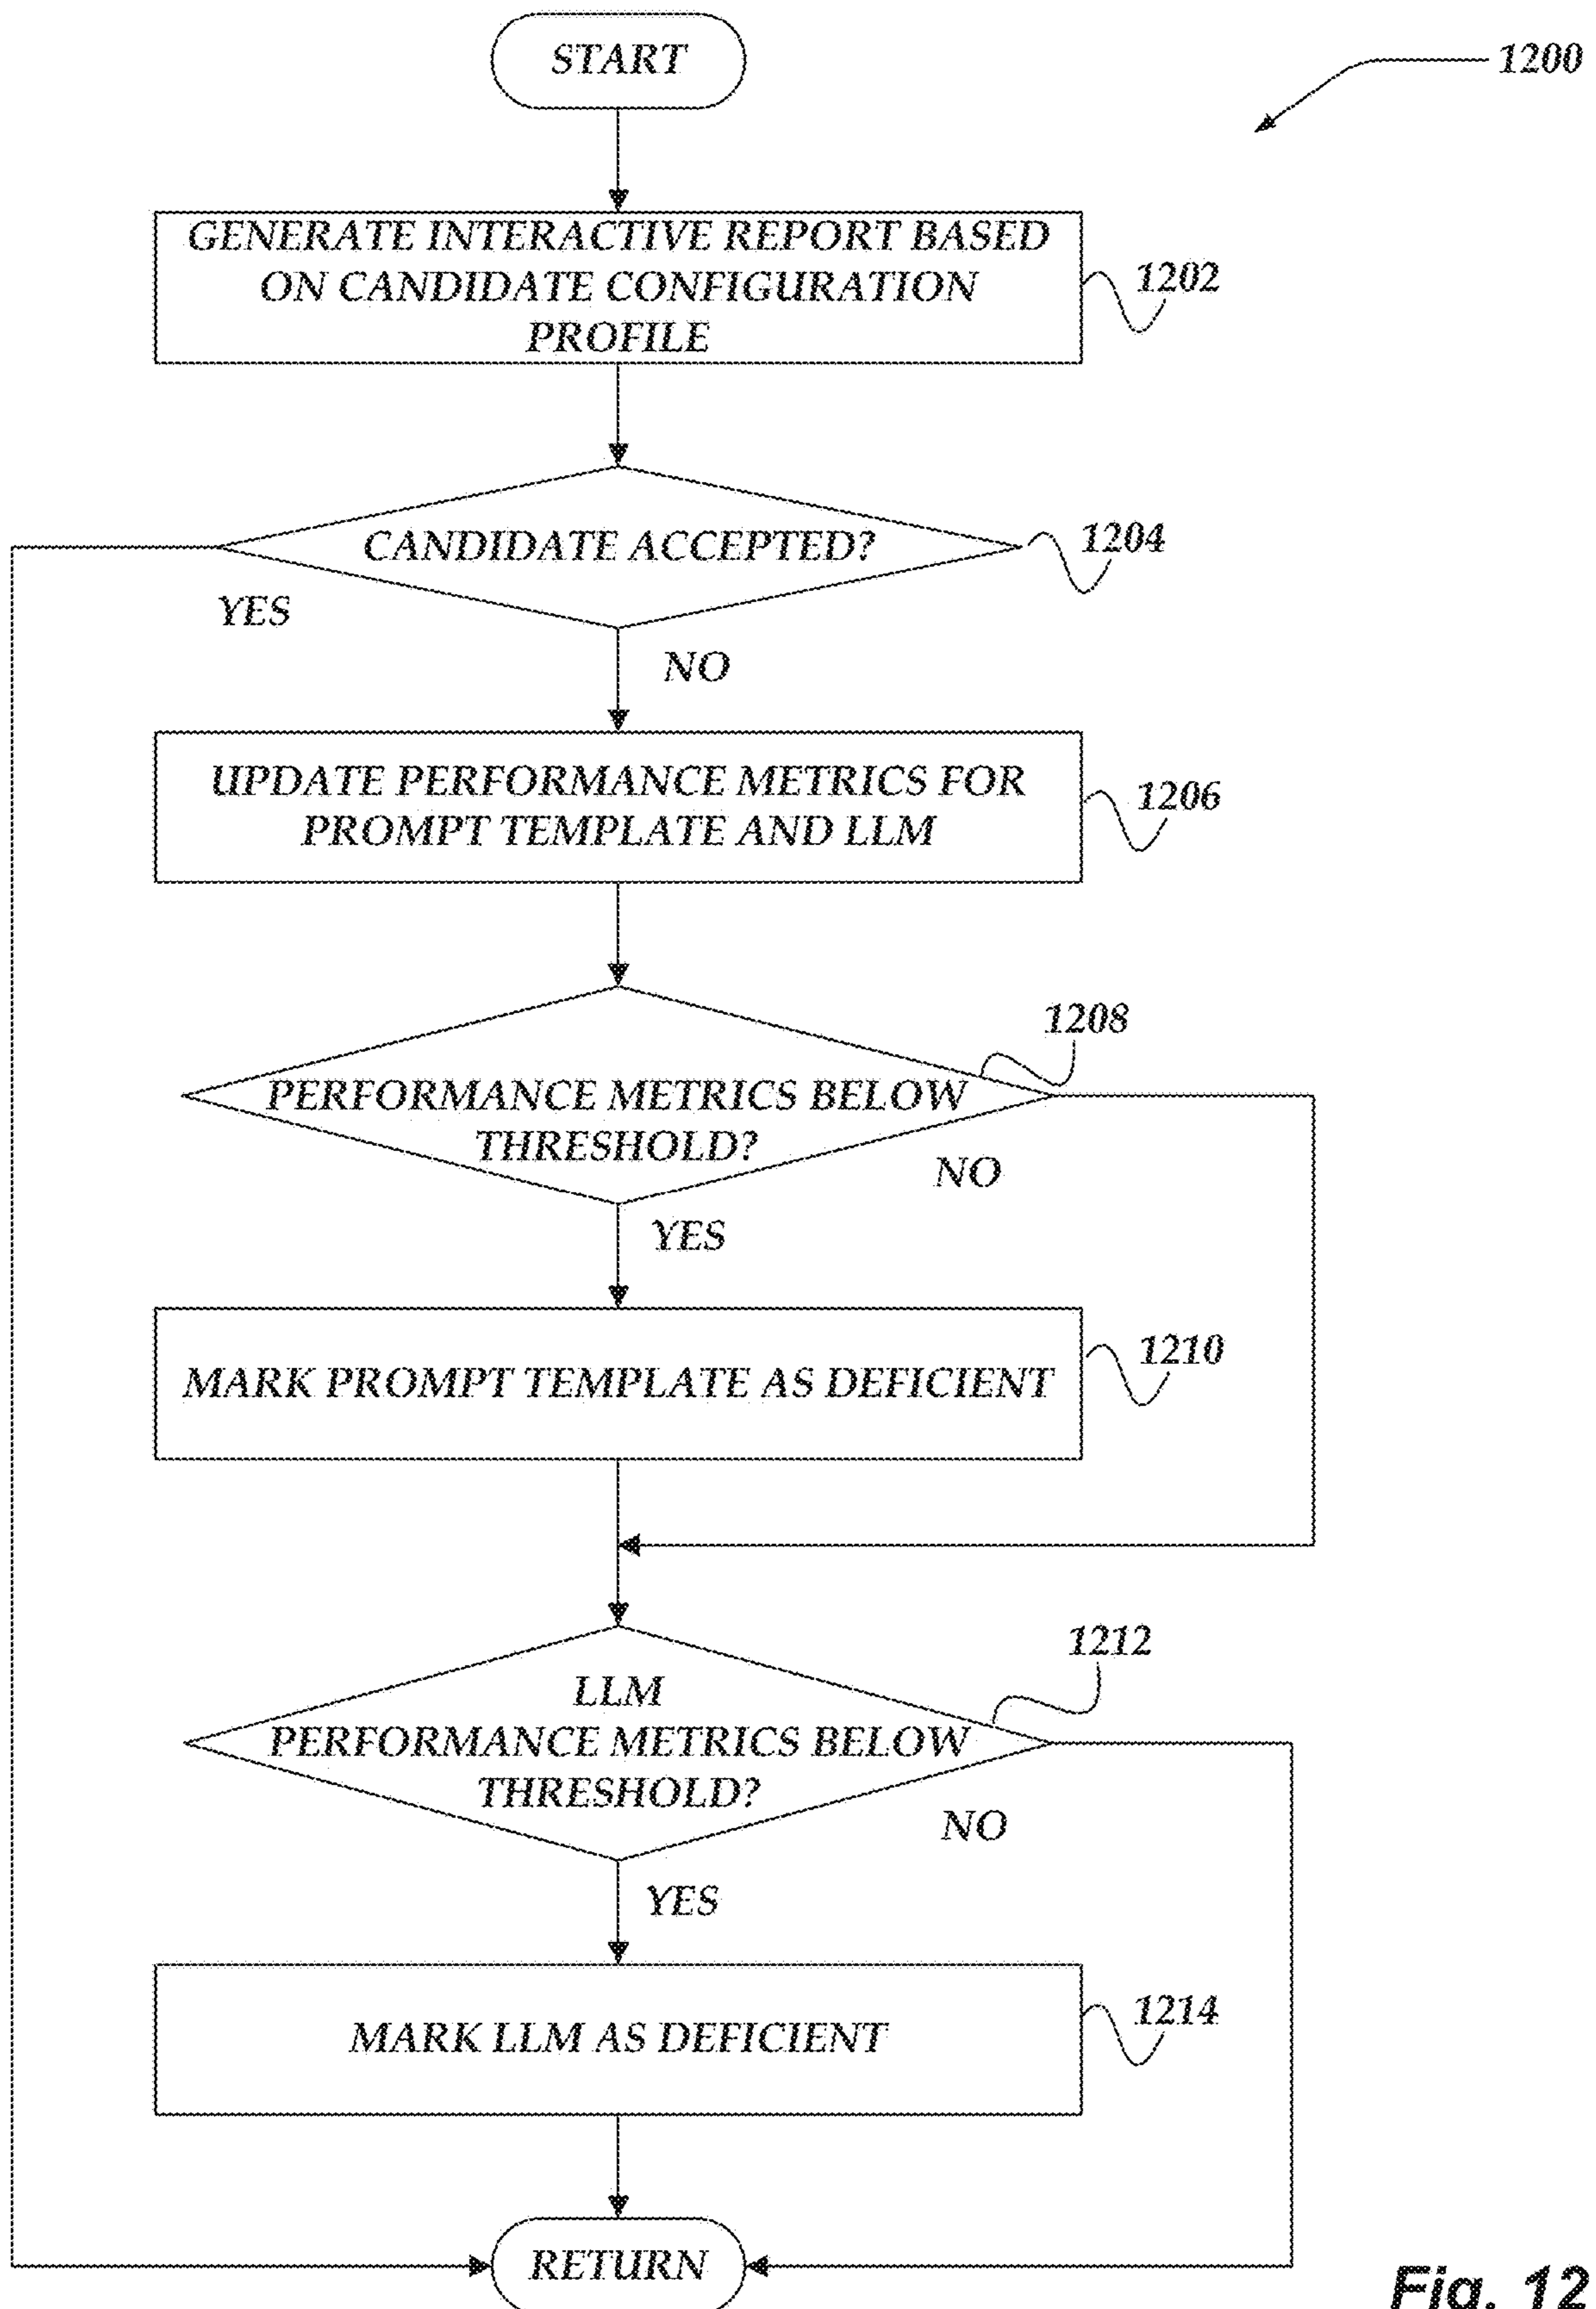 START
1200
GENERATE INTERACTIVE REPORT BASED
ON CANDIDATE CONFIGURATION
PROFILE
1202
CANDIDATE ACCEPTED?
1204
YES
NO
UPDATE PERFORMANCE METRICS FOR
PROMPT TEMPLATE AND LLM
1206
1208
PERFORMANCE METRICS BELOW
THRESHOLD?
NO
YES
MARK PROMPT TEMPLATE AS DEFICIENT
1210
1212
LLM
PERFORMANCE METRICS BELOW
THRESHOLD?
NO
YES
MARK LLM AS DEFICIENT
1214
RETURN
Fig. 12